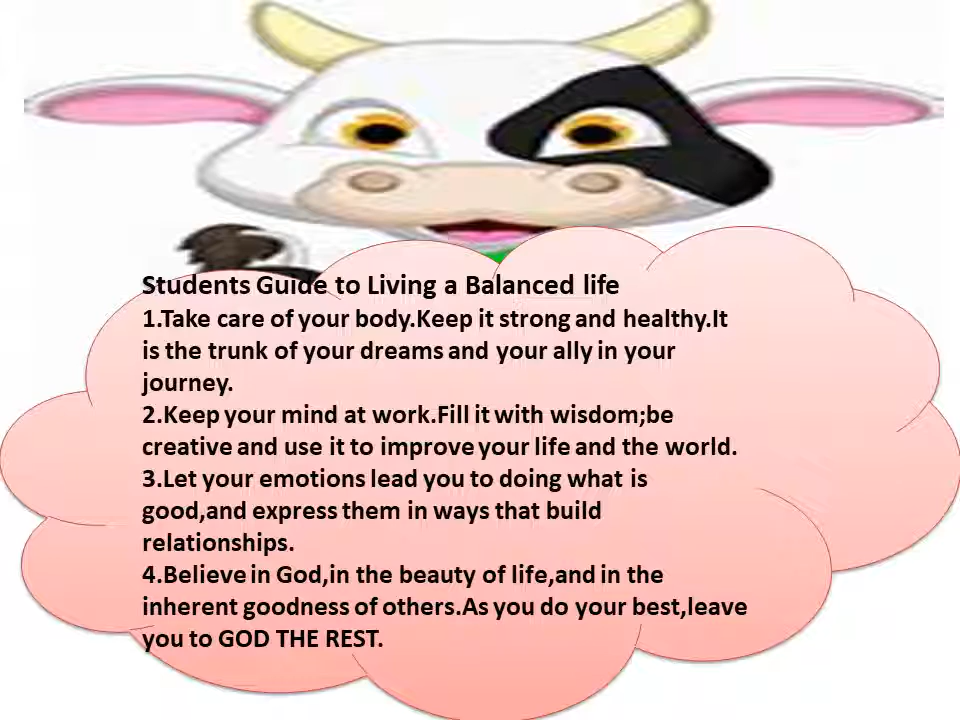 Students Guide to Living a Balanced life
1.Take care of your body.Keep it strong and healthy.It
is the trunk of your dreams and your ally in your
journey.
2.Keep your mind at work.Fill it with wisdom;be
creative and use it to improve your life and the world.
3.Let your emotions lead you to doing what is
good,and express them in ways that build
relationships.
4.Believe in God,in the beauty of life,and in the
inherent goodness of others.As you do your best,leave
you to GOD THE REST.